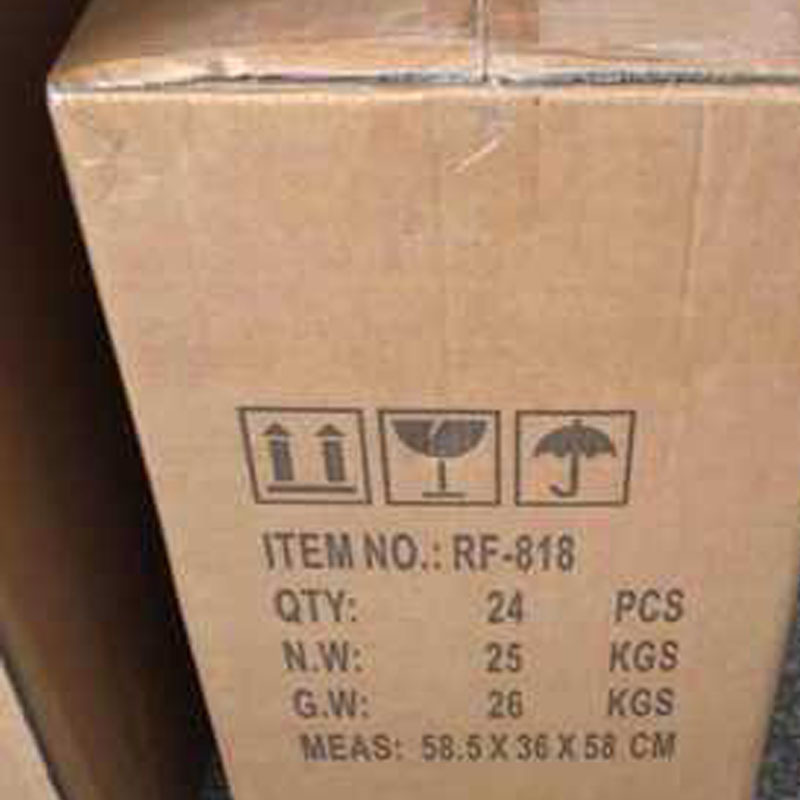 ITEM NO.: RF-818
QTY: 24 PCS
N.W: 25 KGS
G.W: 26 KGS
MEAS: 58.5 X 36 X 58 CM